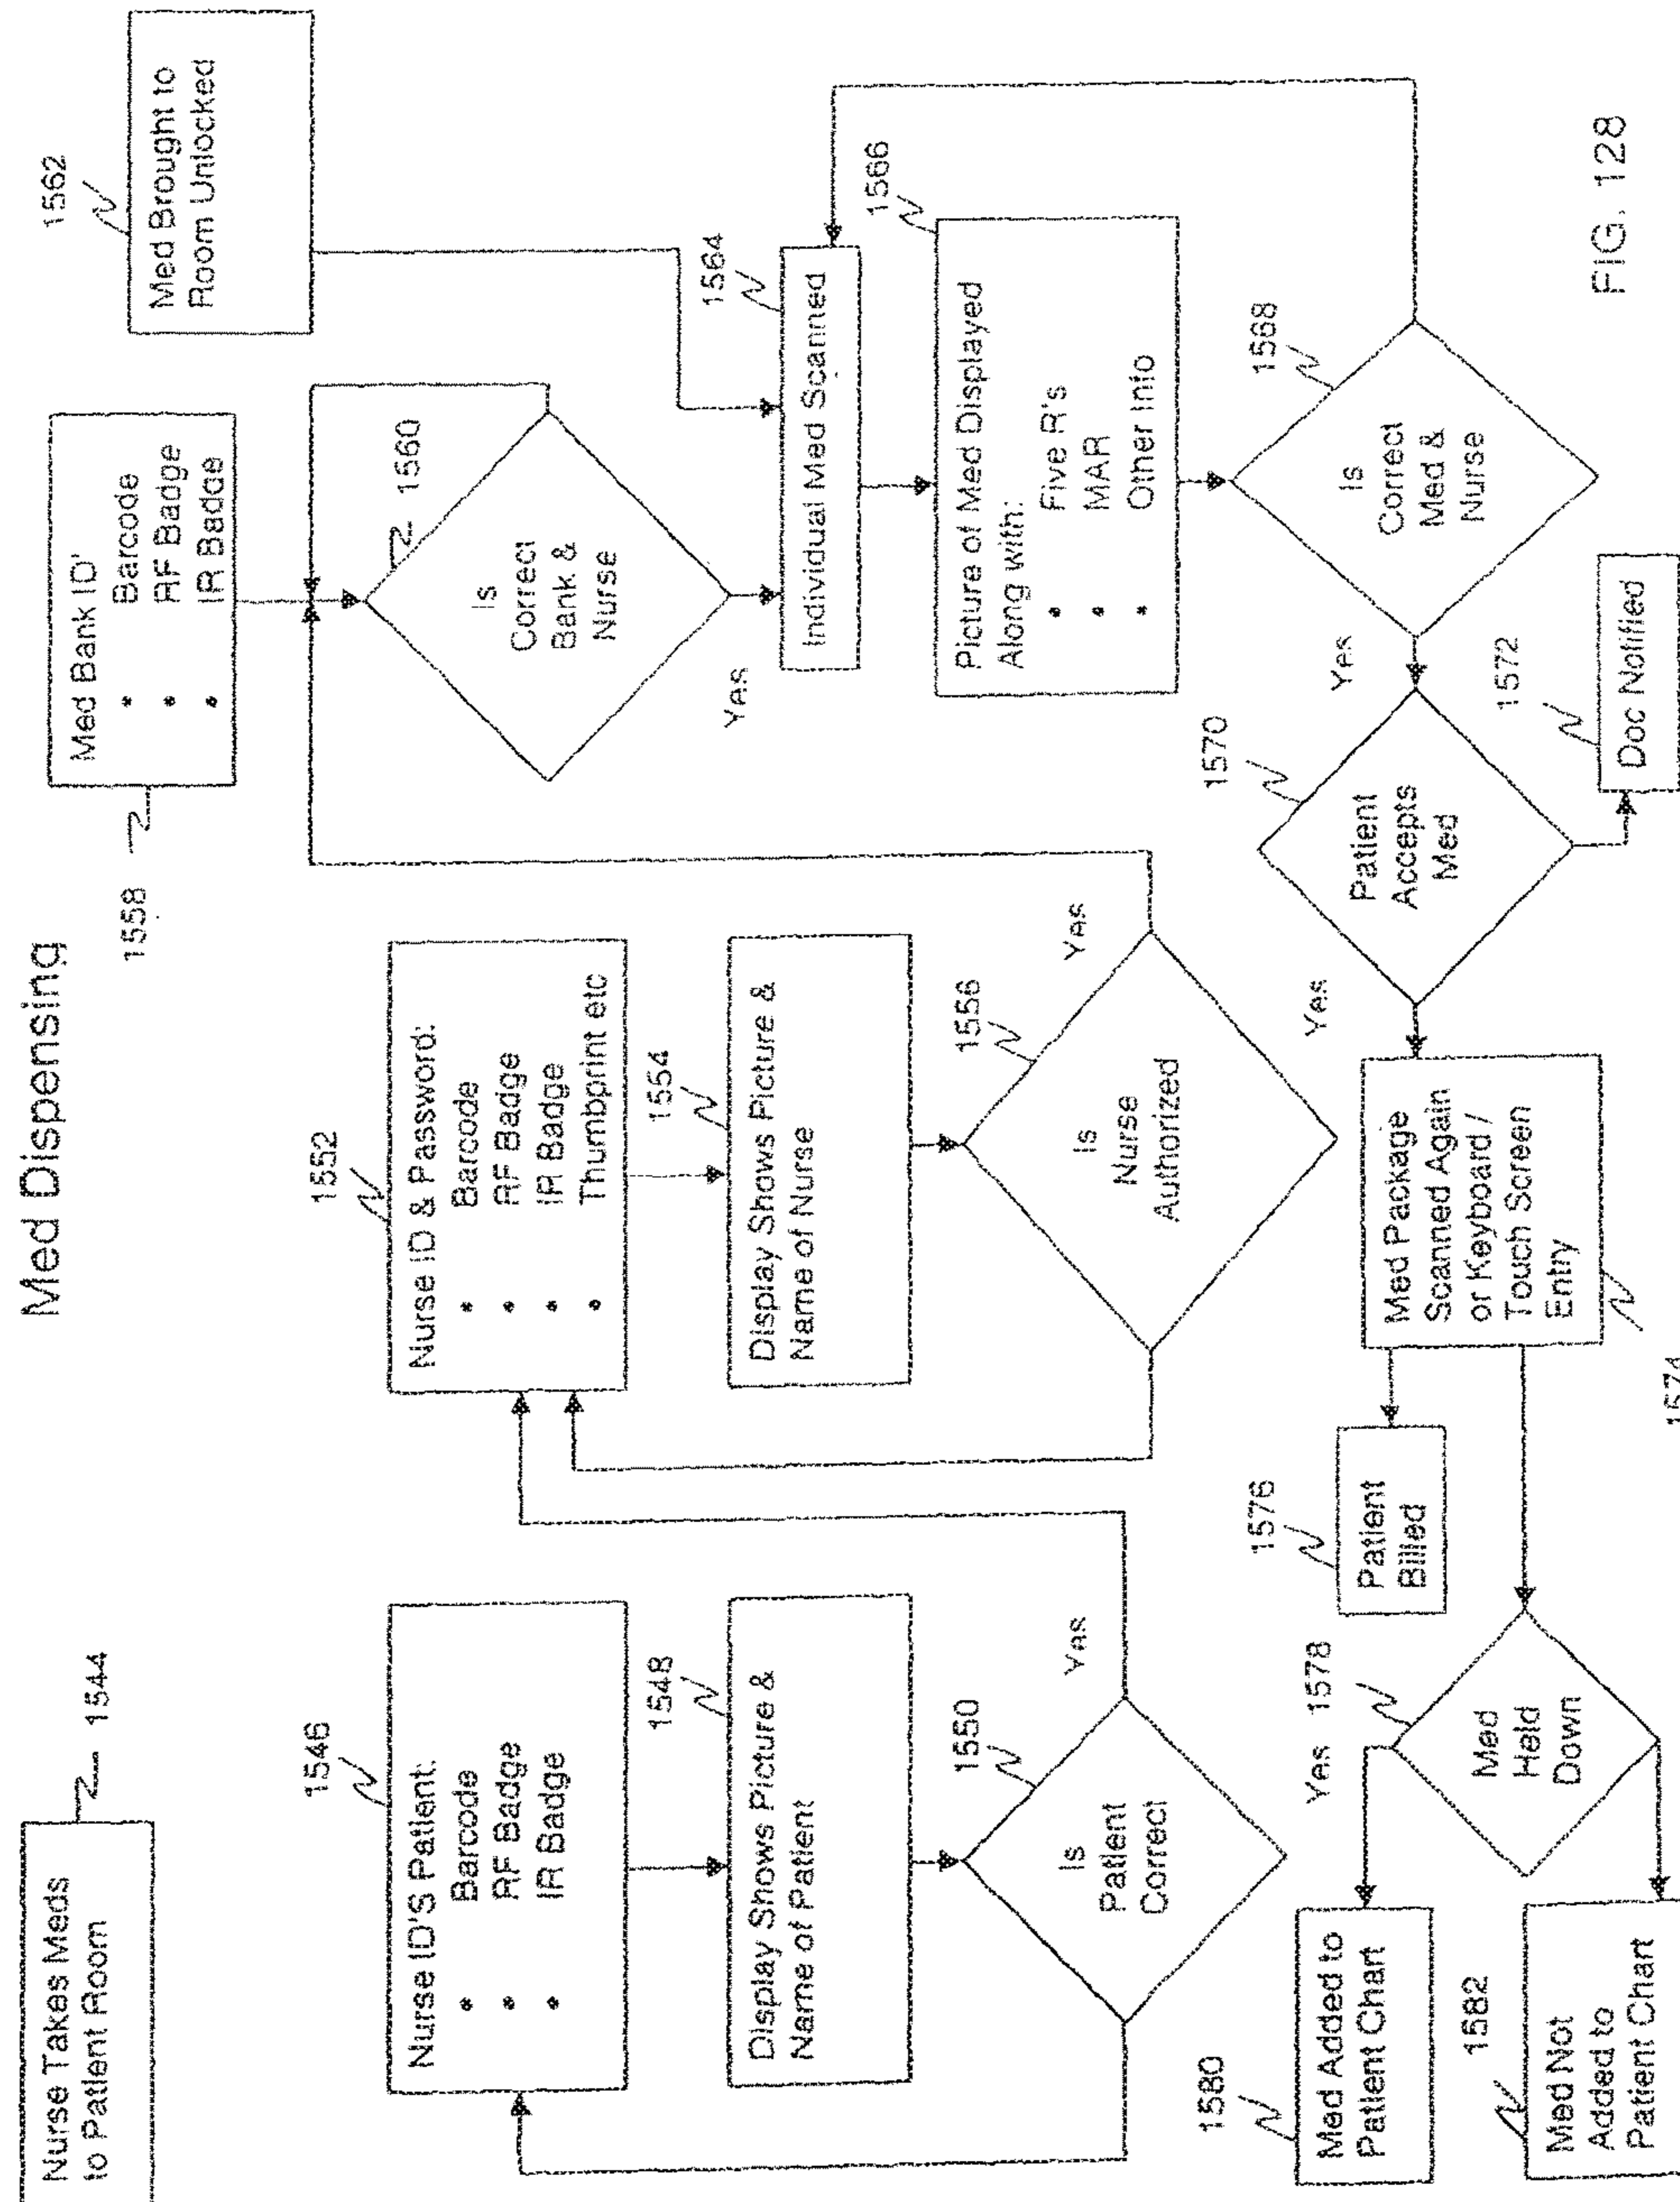 Med Dispensing
Nurse Takes Meds
to Patient Room
1544
1546
Nurse ID'S Patient:
• Barcode
• RF Badge
• IR Badge
1548
Display Shows Picture &
Name of Patient
1550
Is
Patient
Correct
Yes
1552
Nurse ID & Password:
• Barcode
• RF Badge
• IR Badge
• Thumbprint etc
1554
Display Shows Picture &
Name of Nurse
1556
Is
Nurse
Authorized
Yes
1558
Med Bank ID'
• Barcode
• RF Badge
• IR Badge
1560
Is
Correct
Bank &
Nurse
Yes
1562
Med Brought to
Room Unlocked
1564
Individual Med Scanned
1566
Picture of Med Displayed
Along with:
• Five R's
• MAR
• Other Info
1568
Is
Correct
Med &
Nurse
Yes
1570
Patient
Accepts
Med
1572
Doc Notified
Yes
Med Package
Scanned Again
or Keyboard /
Touch Screen
Entry
1574
1576
Patient
Billed
Yes
1578
Med
Held
Down
1580
Med Added to
Patient Chart
1582
Med Not
Added to
Patient Chart
FIG. 128